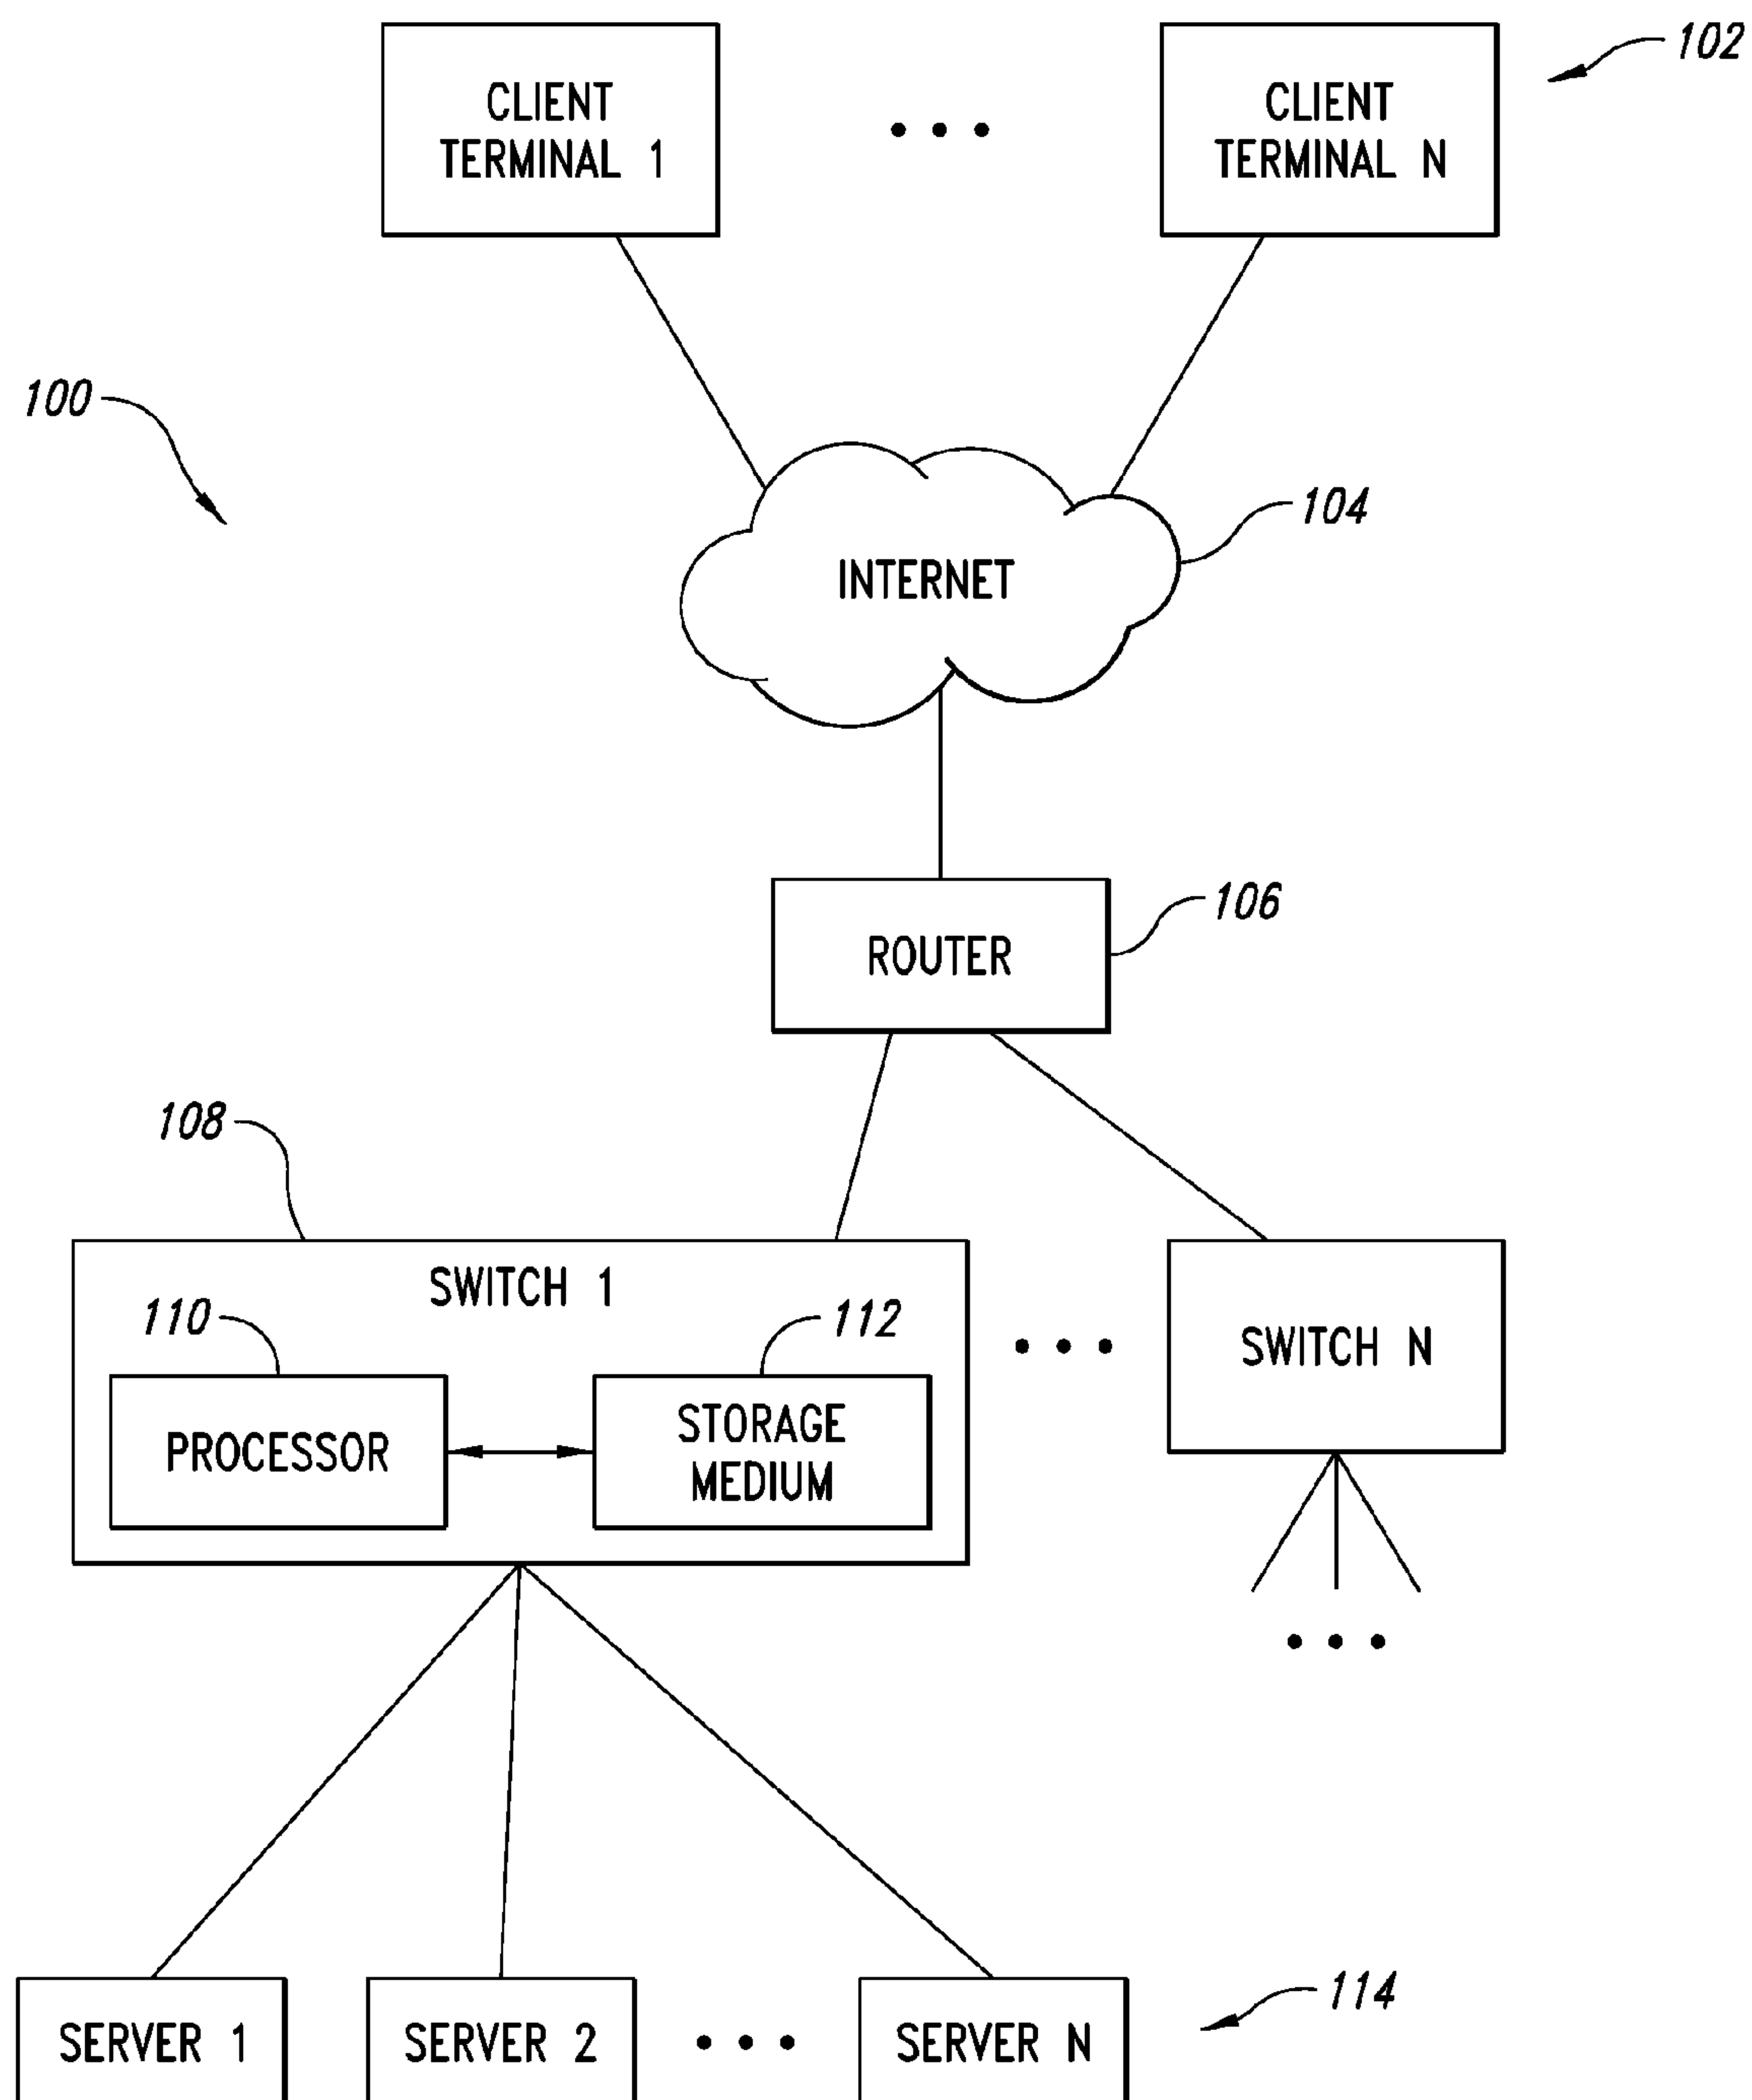 CLIENT
TERMINAL 1
• • •
CLIENT
TERMINAL N
102
100
INTERNET
104
ROUTER
106
108
SWITCH 1
110
112
PROCESSOR
STORAGE
MEDIUM
• • •
SWITCH N
• • •
SERVER 1
SERVER 2
• • •
SERVER N
114